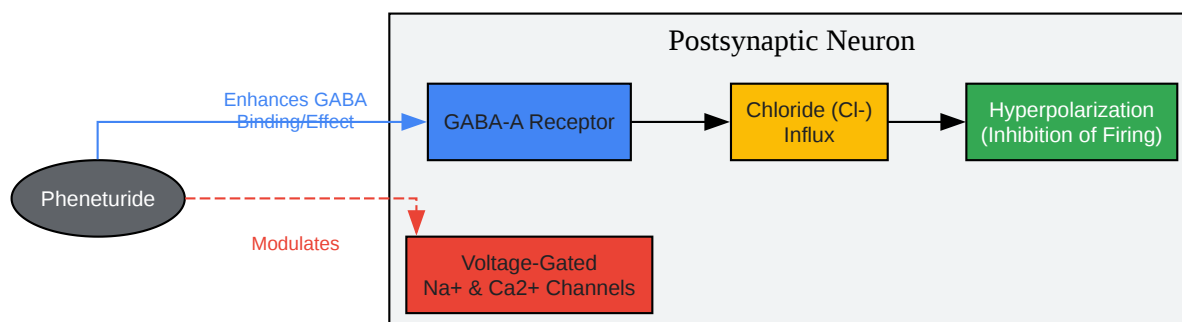 Postsynaptic Neuron
Enhances GABA
Binding/Effect
GABA-A Receptor
Chloride (Cl-)
Influx
Hyperpolarization
(Inhibition of Firing)
Pheneturide
Modulates
Voltage-Gated
Na+ & Ca2+ Channels